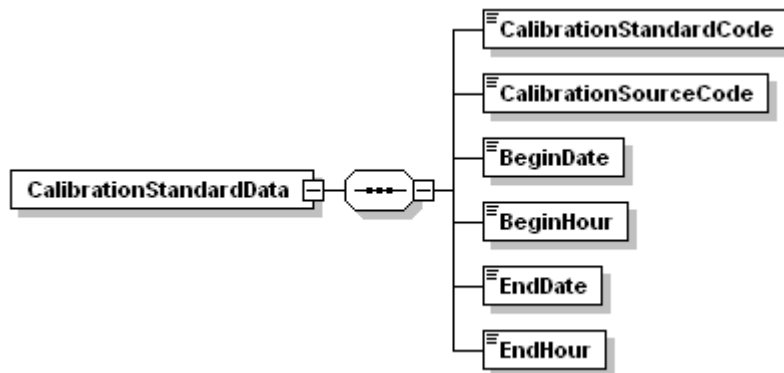 CalibrationStandardCode
CalibrationSourceCode
BeginDate
CalibrationStandardData
BeginHour
EndDate
EndHour